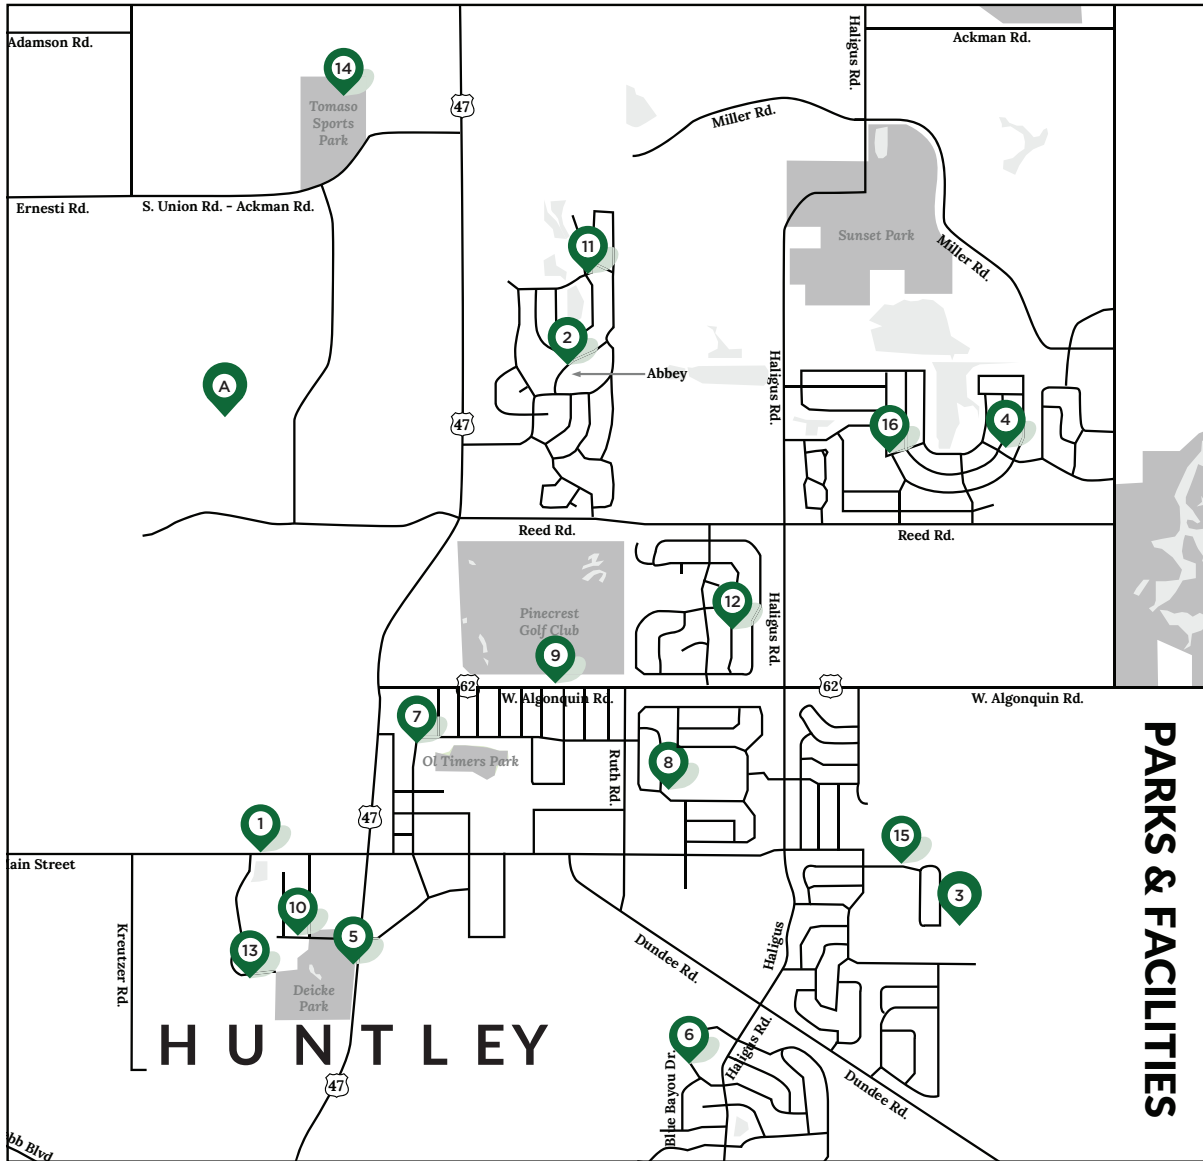 Adamson Rd.
Haligus Rd.
Ackman Rd.
14
47
Tomaso
Sports
Park
Miller Rd.
Ernesti Rd.
S. Union Rd. - Ackman Rd.
11
Sunset Park
Miller Rd.
2
Abbey
A
Haligus Rd.
47
16
4
Reed Rd.
Reed Rd.
12
Haligus Rd.
Pinecrest
Golf Club
9
62
62
W. Algonquin Rd.
W. Algonquin Rd.
7
Ol Timers Park
Ruth Rd.
8
47
1
15
PARKS & FACILITIES
ain Street
3
10
5
13
Kreutzer Rd.
Haligus
Dundee Rd.
Deicke
Park
HUNTLEY
6
Haligus Rd.
Blue Bayou Dr.
Dundee Rd.
47
bb Blvd